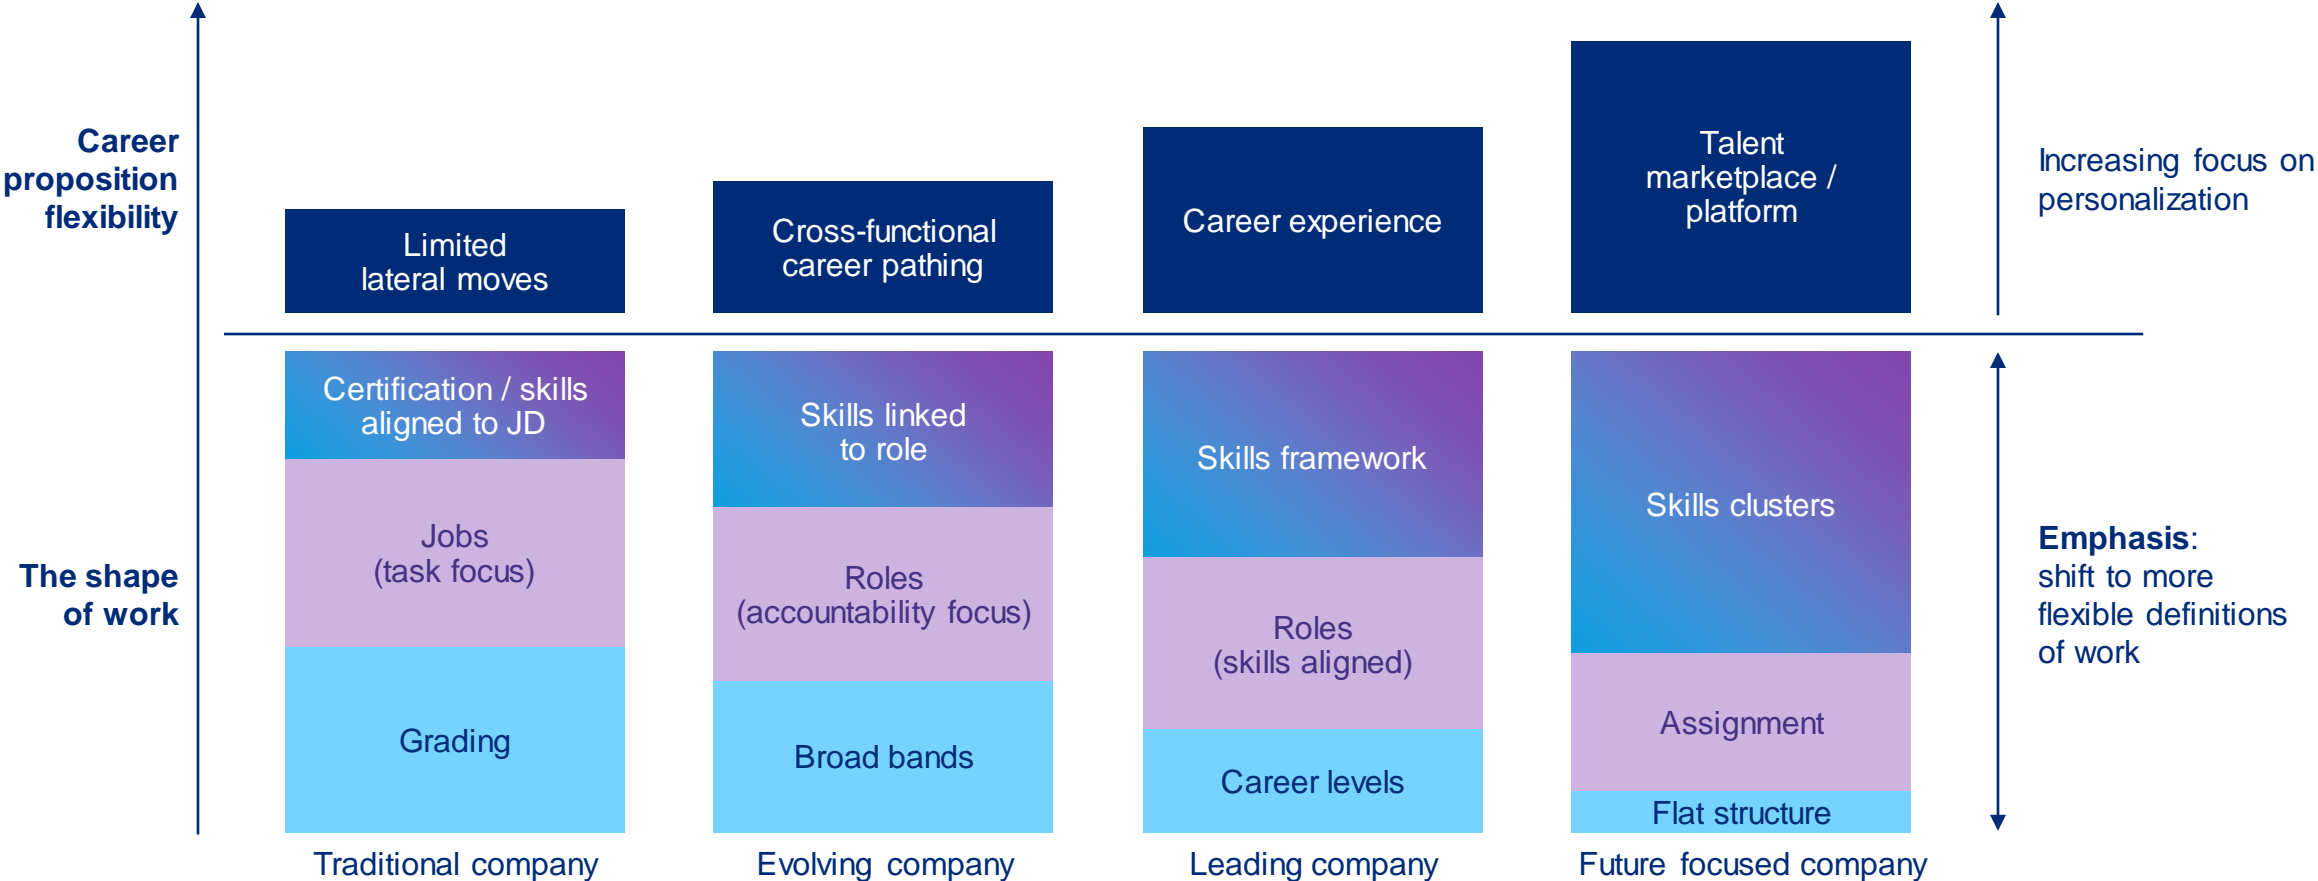 Career
proposition
flexibility
Limited
lateral moves
Cross-functional
career pathing
Career experience
Talent
marketplace /
platform
Increasing focus on
personalization
The shape
of work
Certification / skills
aligned to JD
Jobs
(task focus)
Grading
Skills linked
to role
Roles
(accountability focus)
Broad bands
Skills framework
Roles
(skills aligned)
Career levels
Skills clusters
Assignment
Flat structure
Emphasis:
shift to more
flexible definitions
of work
Traditional company
Evolving company
Leading company
Future focused company